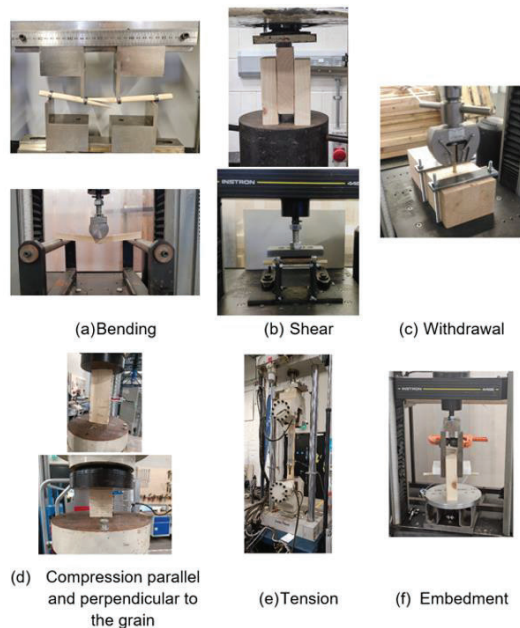 INSTRON
(a)Bending
(b) Shear
(c) Withdrawal
INSTRON
(d) Compression parallel
and perpendicular to
the grain
(e)Tension
(f) Embedment